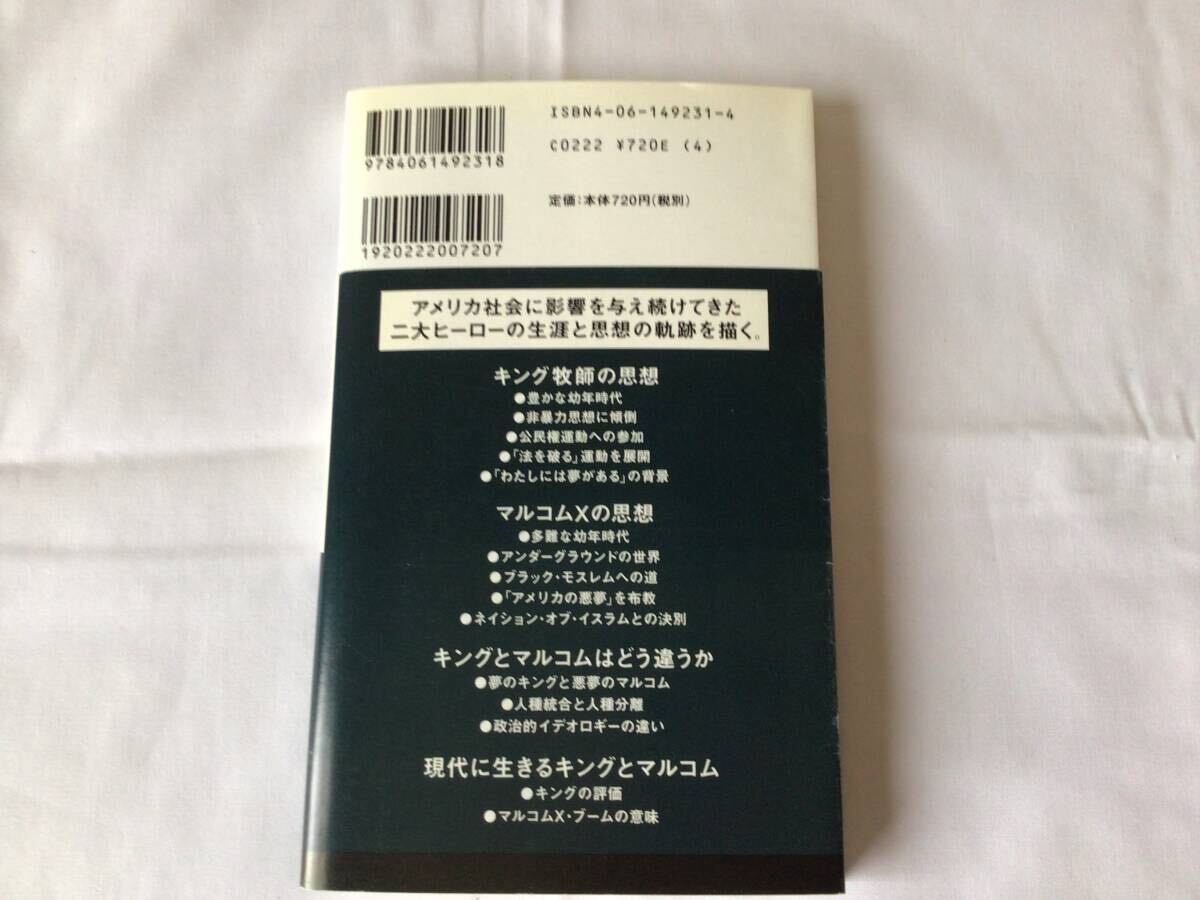 ISBN4-06-149231-4
C0222 ¥720E (4)
9784061492318
定価：本体720円(税別)
1920222007207
アメリカ社会に影響を与え続けてきた
二大ヒーローの生涯と思想の軌跡を描く。
キング牧師の思想
●豊かな幼年時代
●非暴力思想に傾倒
●公民権運動への参加
●「法を破る」運動を展開
●「わたしには夢がある」の背景
マルコムXの思想
●多難な幼年時代
●アンダーグラウンドの世界
●ブラック・モスレムへの道
●「アメリカの悪夢」を布教
●ネイション・オブ・イスラムとの決別
キングとマルコムはどう違うか
●夢のキングと悪夢のマルコム
●人種統合と人種分離
●政治的イデオロギーの違い
現代に生きるキングとマルコム
●キングの評価
●マルコムX・ブームの意味